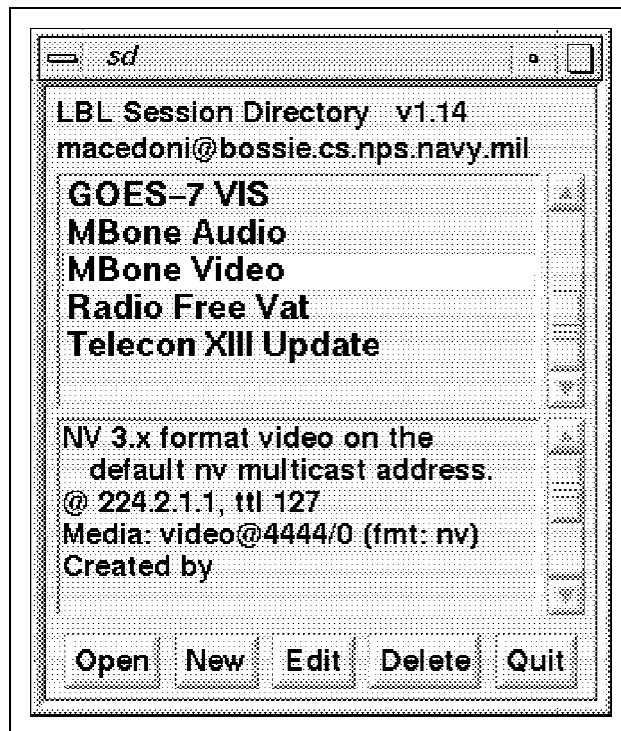 sd
LBL Session Directory v1.14
macedoni@bossie.cs.nps.navy.mil
GOES-7 VIS
MBone Audio
MBone Video
Radio Free Vat
Telecon XIII Update
NV 3.x format video on the
default nv multicast address.
@ 224.2.1.1, ttl 127
Media: video@4444/0 (fmt: nv)
Created by
Open New Edit Delete Quit